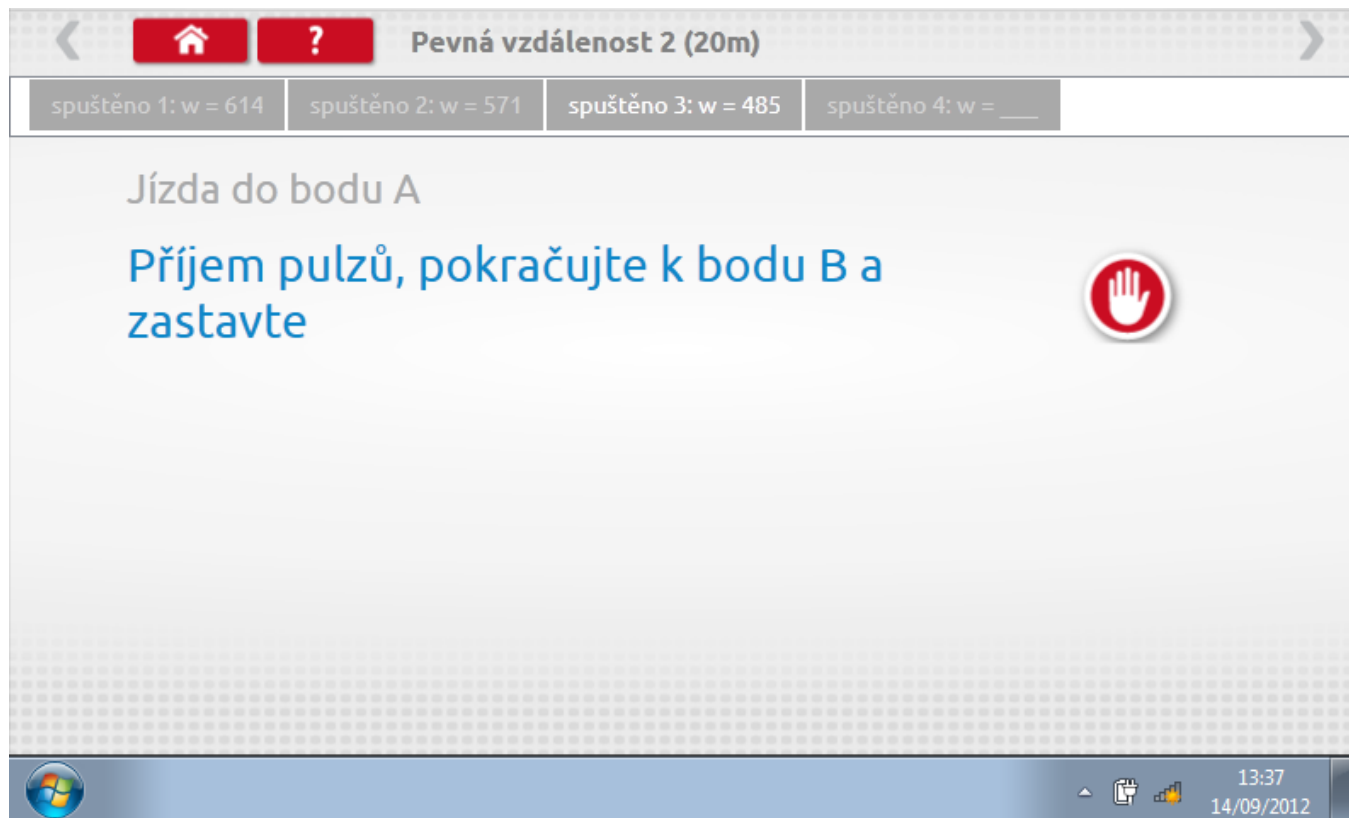 ? Pevná vzdálenost 2 (20m)
spuštěno 1: w = 614 spuštěno 2: w = 571 spuštěno 3: w = 485 spuštěno 4: w = ___
Jízda do bodu A
Příjem pulzů, pokračujte k bodu B a
zastavte
13:37
14/09/2012